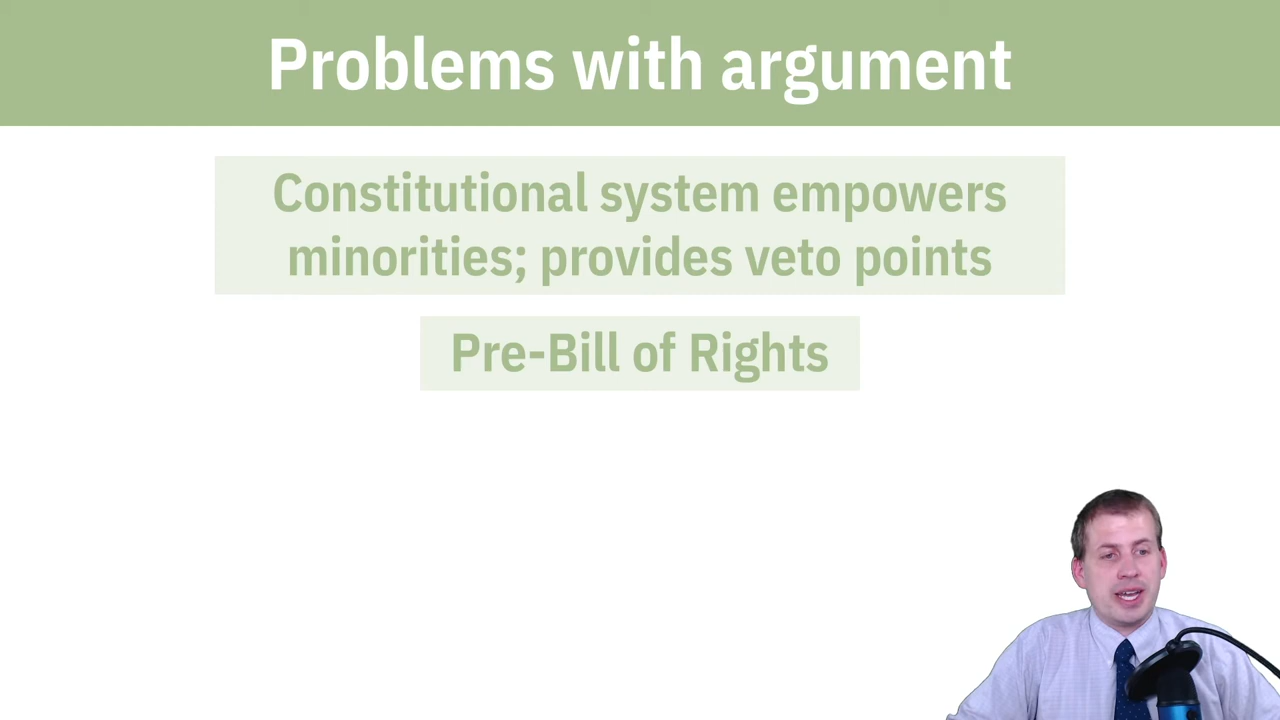 Problems with argument
Constitutional system empowers
minorities; provides veto points
Pre-Bill of Rights